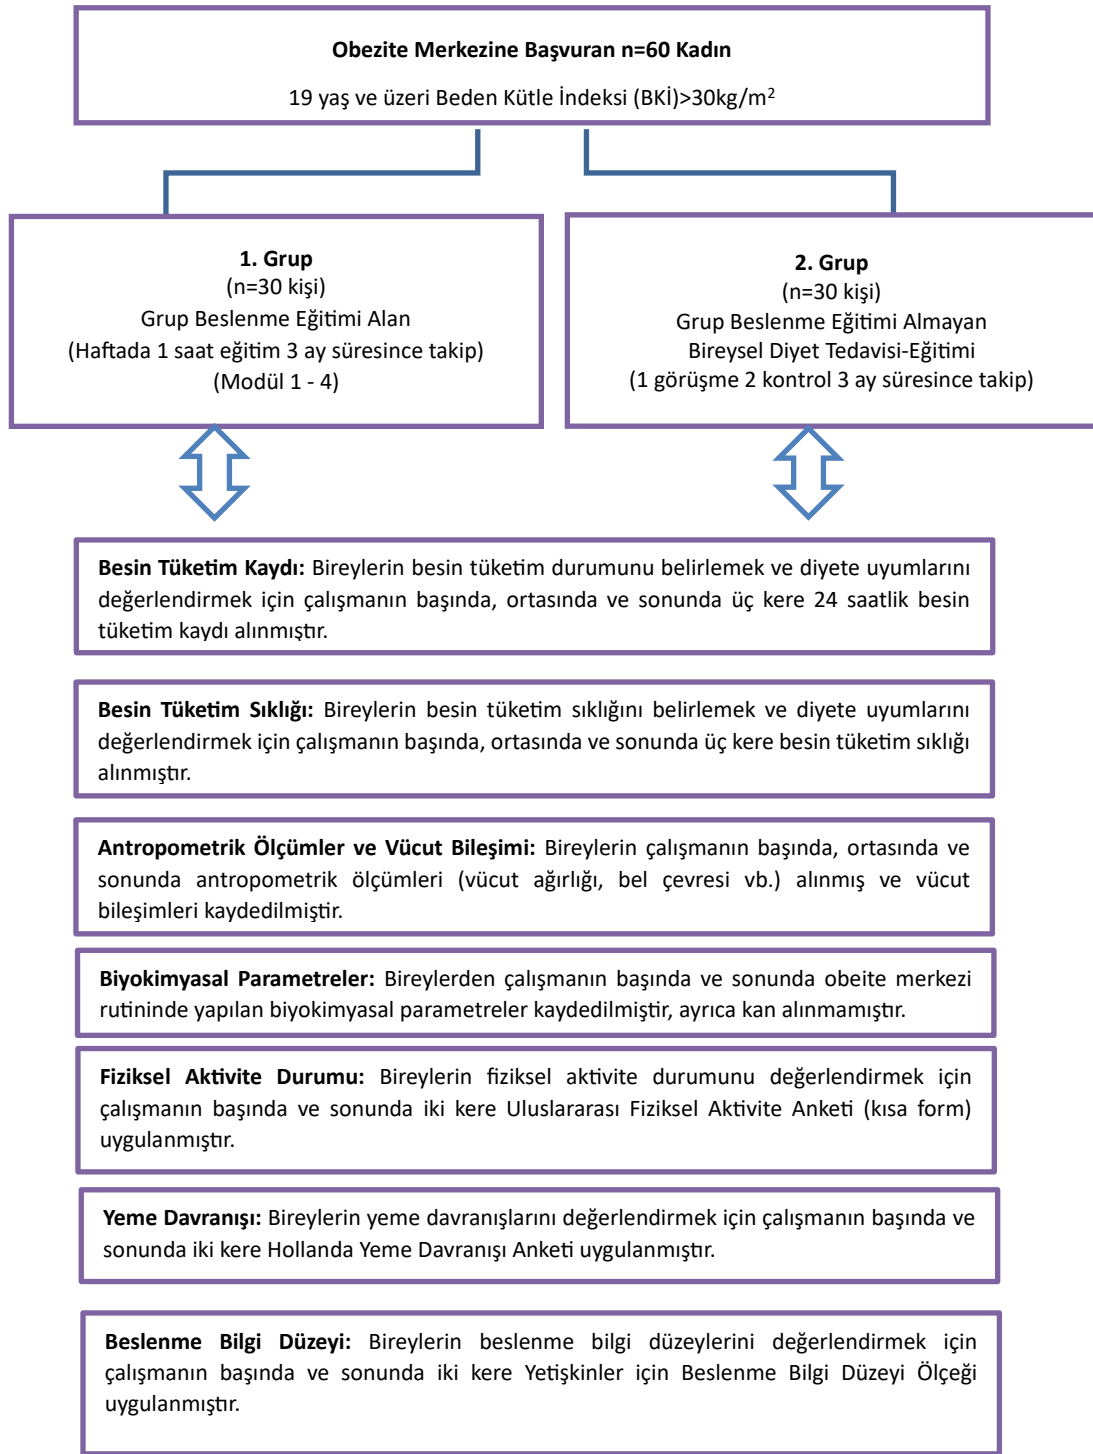 Obezite Merkezine Başvuran n=60 Kadın
19 yaş ve üzeri Beden Kütle İndeksi (BKİ)>30kg/m²
1. Grup
(n=30 kişi)
Grup Beslenme Eğitimi Alan
(Haftada 1 saat eğitim 3 ay süresince takip)
(Modül 1 - 4)
2. Grup
(n=30 kişi)
Grup Beslenme Eğitimi Almayan
Bireysel Diyet Tedavisi-Eğitimi
(1 görüşme 2 kontrol 3 ay süresince takip)
Besin Tüketim Kaydı: Bireylerin besin tüketim durumunu belirlemek ve diyete uyumlarını
değerlendirmek için çalışmanın başında, ortasında ve sonunda üç kere 24 saatlik besin
tüketim kaydı alınmıştır.
Besin Tüketim Sıklığı: Bireylerin besin tüketim sıklığını belirlemek ve diyete uyumlarını
değerlendirmek için çalışmanın başında, ortasında ve sonunda üç kere besin tüketim sıklığı
alınmıştır.
Antropometrik Ölçümler ve Vücut Bileşimi: Bireylerin çalışmanın başında, ortasında ve
sonunda antropometrik ölçümleri (vücut ağırlığı, bel çevresi vb.) alınmış ve vücut
bileşimleri kaydedilmiştir.
Biyokimyasal Parametreler: Bireylerden çalışmanın başında ve sonunda obeite merkezi
rutininde yapılan biyokimyasal parametreler kaydedilmiştir, ayrıca kan alınmamıştır.
Fiziksel Aktivite Durumu: Bireylerin fiziksel aktivite durumunu değerlendirmek için
çalışmanın başında ve sonunda iki kere Uluslararası Fiziksel Aktivite Anketi (kısa form)
uygulanmıştır.
Yeme Davranışı: Bireylerin yeme davranışlarını değerlendirmek için çalışmanın başında ve
sonunda iki kere Hollanda Yeme Davranışı Anketi uygulanmıştır.
Beslenme Bilgi Düzeyi: Bireylerin beslenme bilgi düzeylerini değerlendirmek için
çalışmanın başında ve sonunda iki kere Yetişkinler için Beslenme Bilgi Düzeyi Ölçeği
uygulanmıştır.